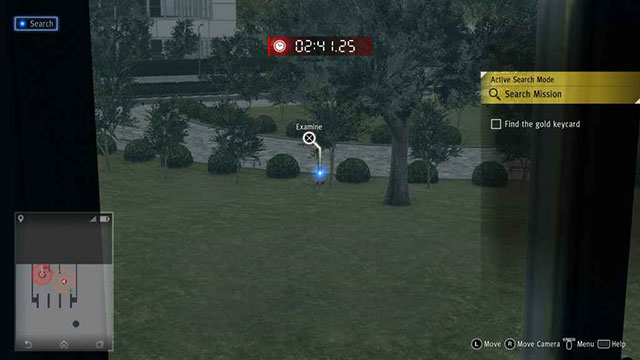 Search
02:41.25
Active Search Mode
Search Mission
Find the gold keycard
Examine
L Move R Move Camera Menu Help